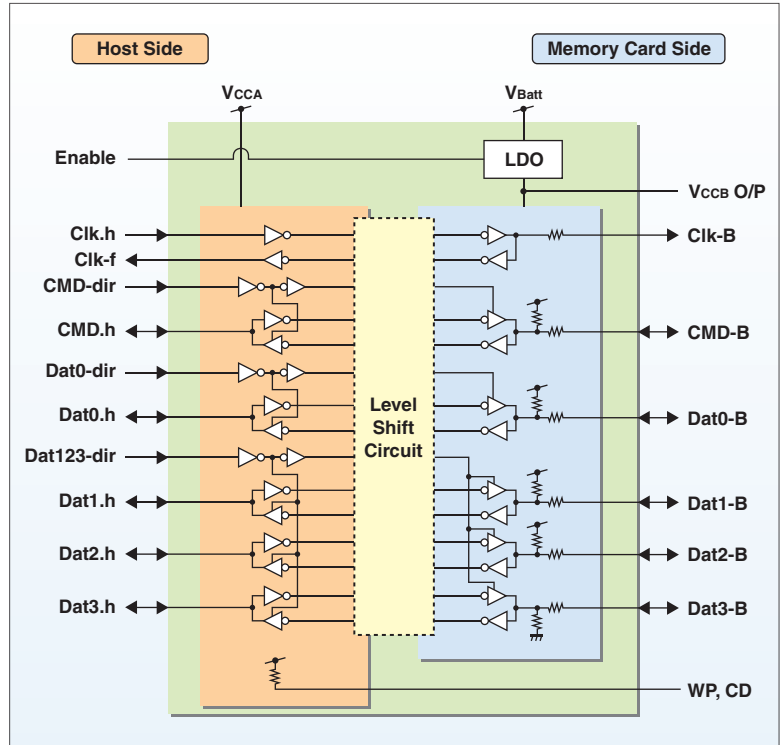 Host Side
Memory Card Side
VCCA
VBatt
Enable
LDO
VCCB O/P
Clk.h
Clk-B
Clk-f
CMD-dir
CMD.h
CMD-B
Dat0-dir
Dat0.h
Dat0-B
Level
Shift
Circuit
Dat123-dir
Dat1.h
Dat1-B
Dat2.h
Dat2-B
Dat3.h
Dat3-B
WP, CD